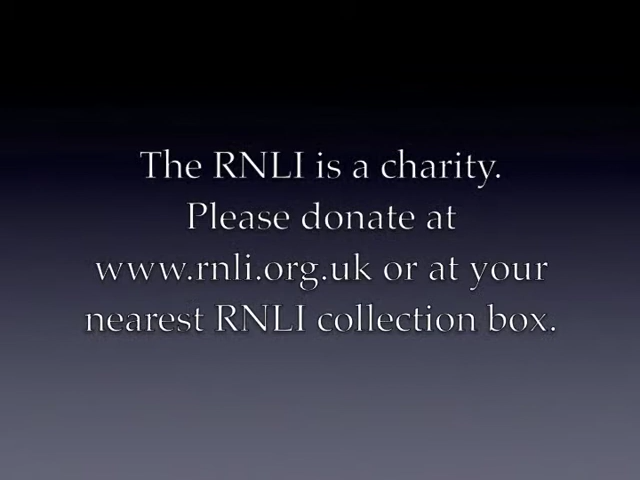 The RNLI is a charity.
Please donate at
www.rnli.org.uk or at your
nearest RNLI collection box.